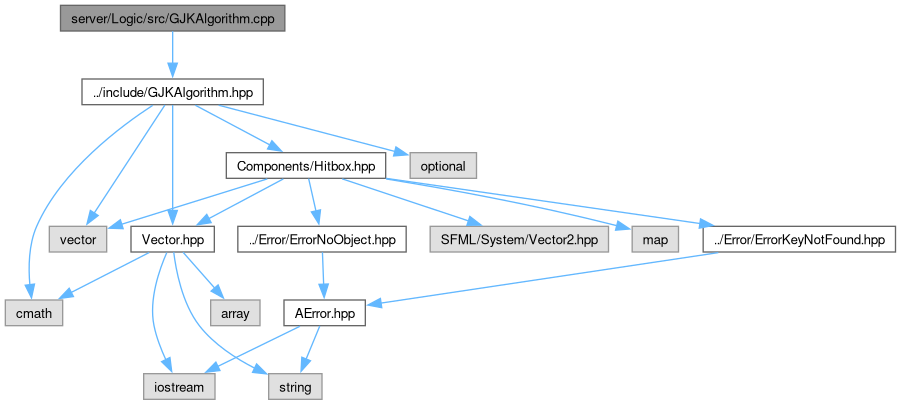 server/Logic/src/GJKAlgorithm.cpp
../include/GJKAlgorithm.hpp
Components/Hitbox.hpp
optional
vector
Vector.hpp
../Error/ErrorNoObject.hpp
SFML/System/Vector2.hpp
map
../Error/ErrorKeyNotFound.hpp
cmath
array
AError.hpp
iostream
string